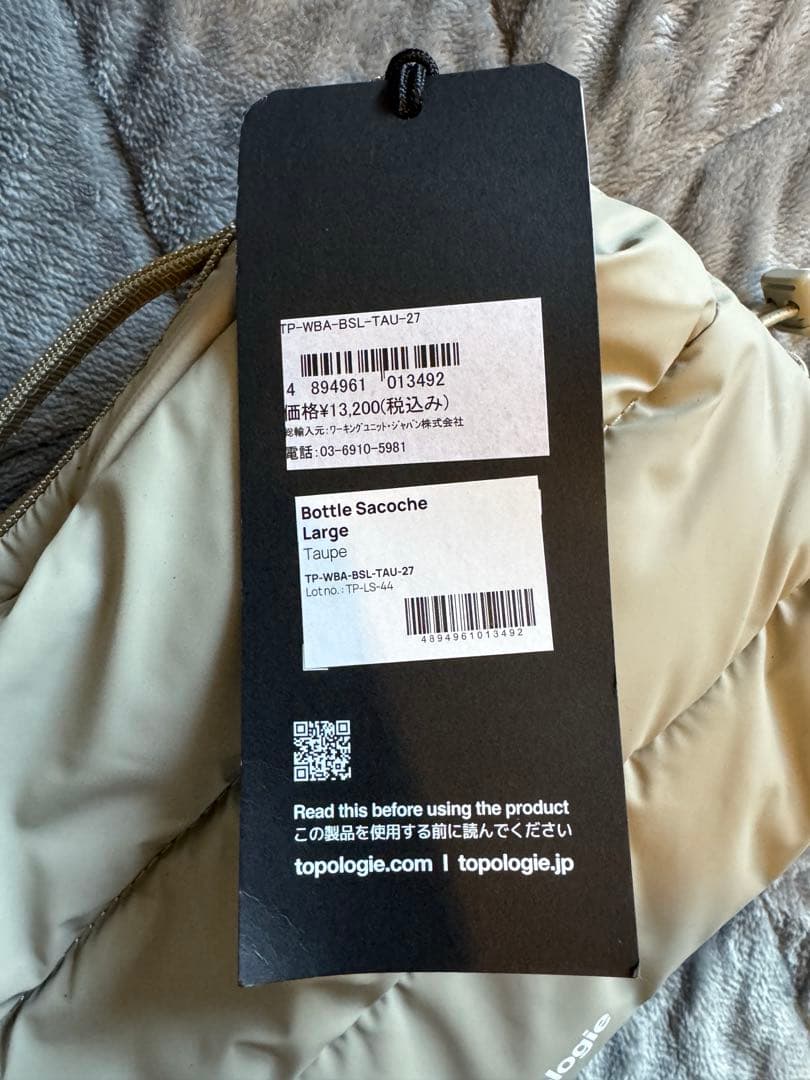 TP-WBA-BSL-TAU-27
4 894961 013492
価格¥13,200(税込み)
総輸入元:ワーキングユニット・ジャパン株式会社
電話:03-6910-5981
Bottle Sacoche
Large
Taupe
TP-WBA-BSL-TAU-27
Lot no.: TP-LS-44
4894961013492
Read this before using the product
この製品を使用する前に読んでください
topologie.com | topologie.jp
logie